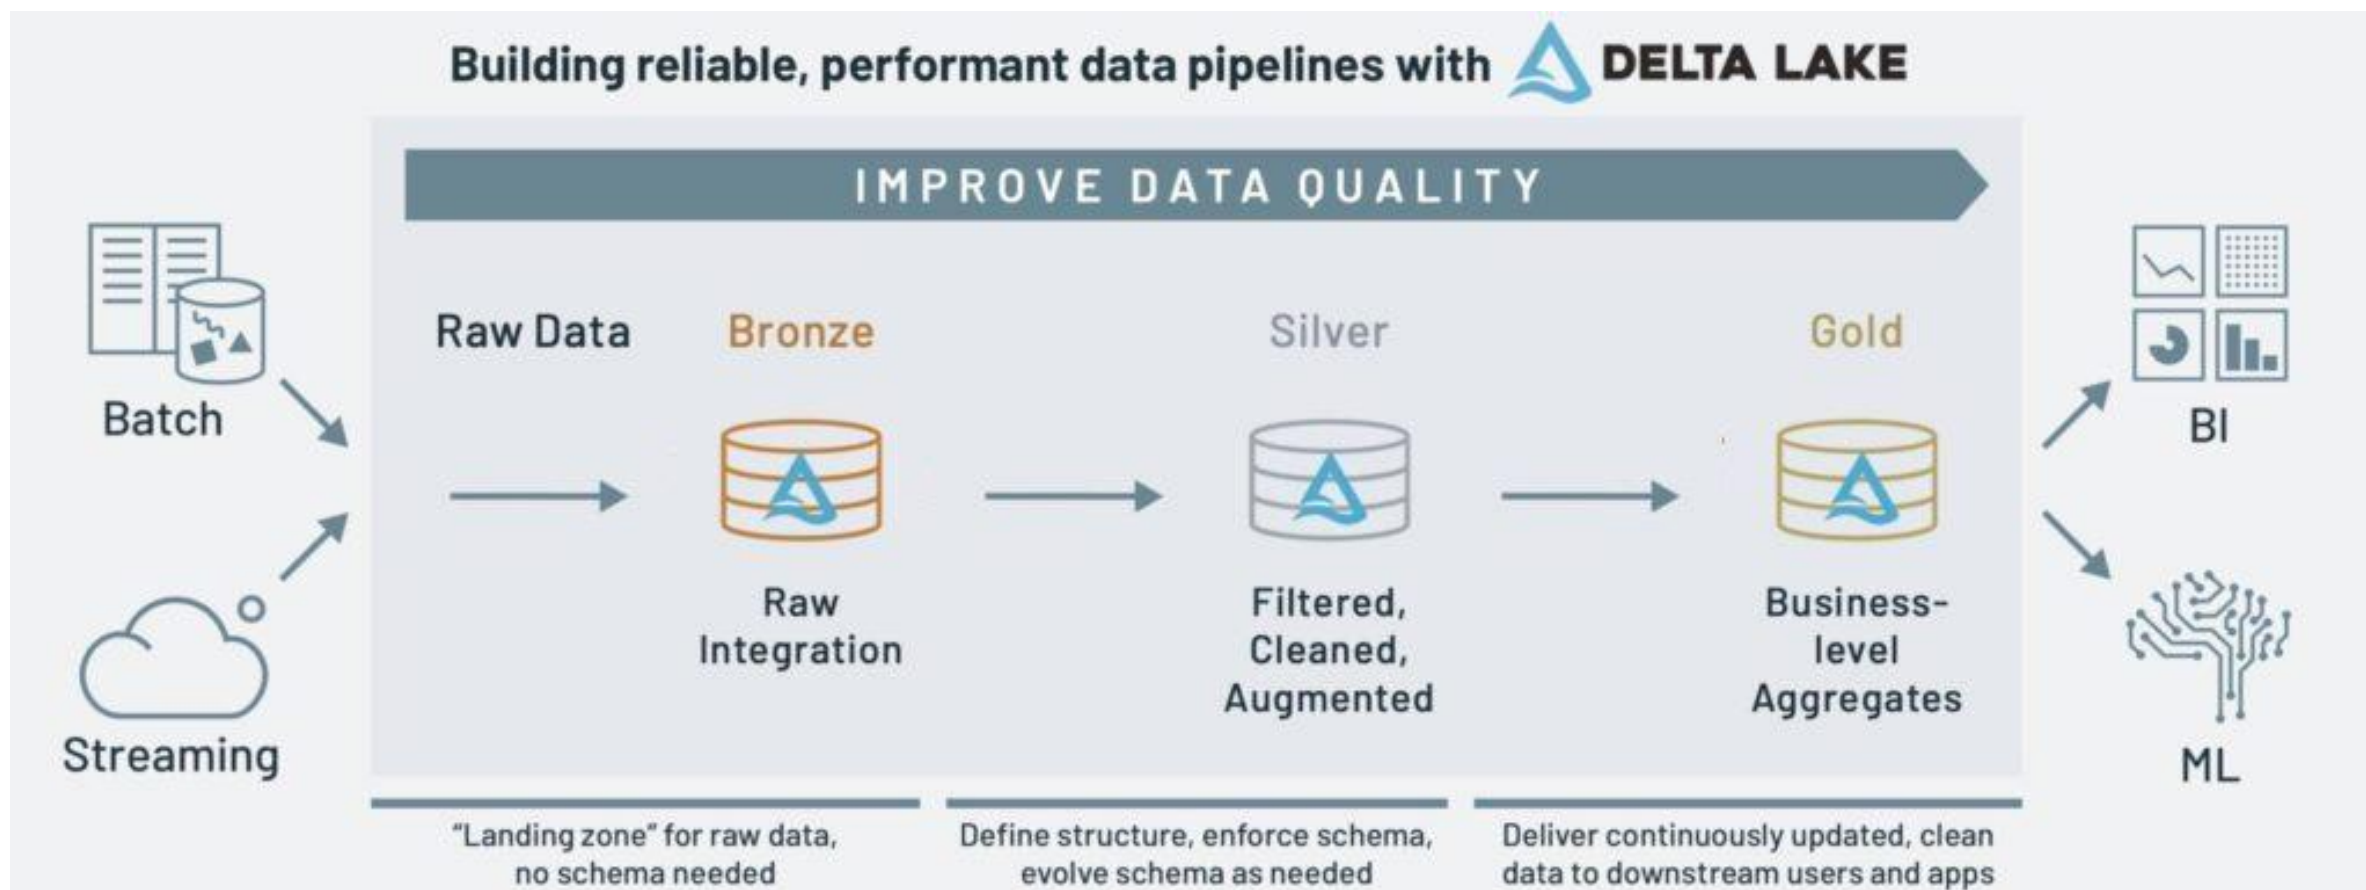 Building reliable, performant data pipelines with DELTA LAKE
IMPROVE DATA QUALITY
Batch
Streaming
Raw Data
Bronze
Raw
Integration
Silver
Filtered,
Cleaned,
Augmented
Gold
Business-
level
Aggregates
BI
ML
“Landing zone” for raw data,
no schema needed
Define structure, enforce schema,
evolve schema as needed
Deliver continuously updated, clean
data to downstream users and apps